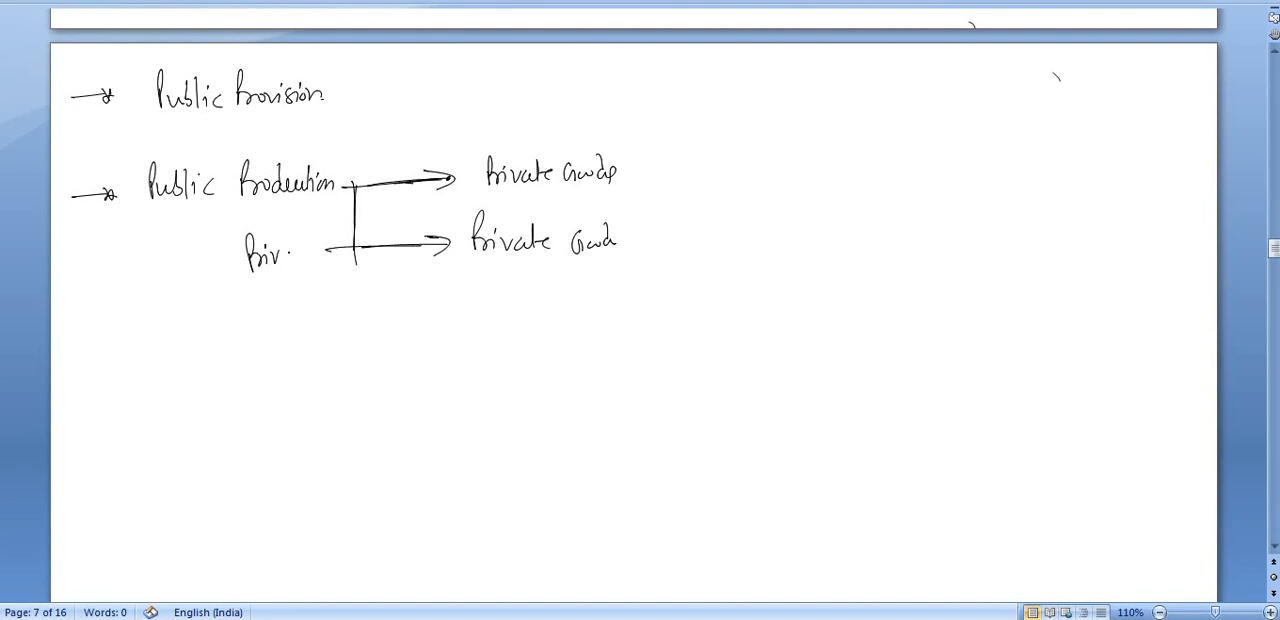 Public Provision
Public Production → Private Goods
Priv. → Private Good
Page: 7 of 16 Words: 0 English (India) 110%